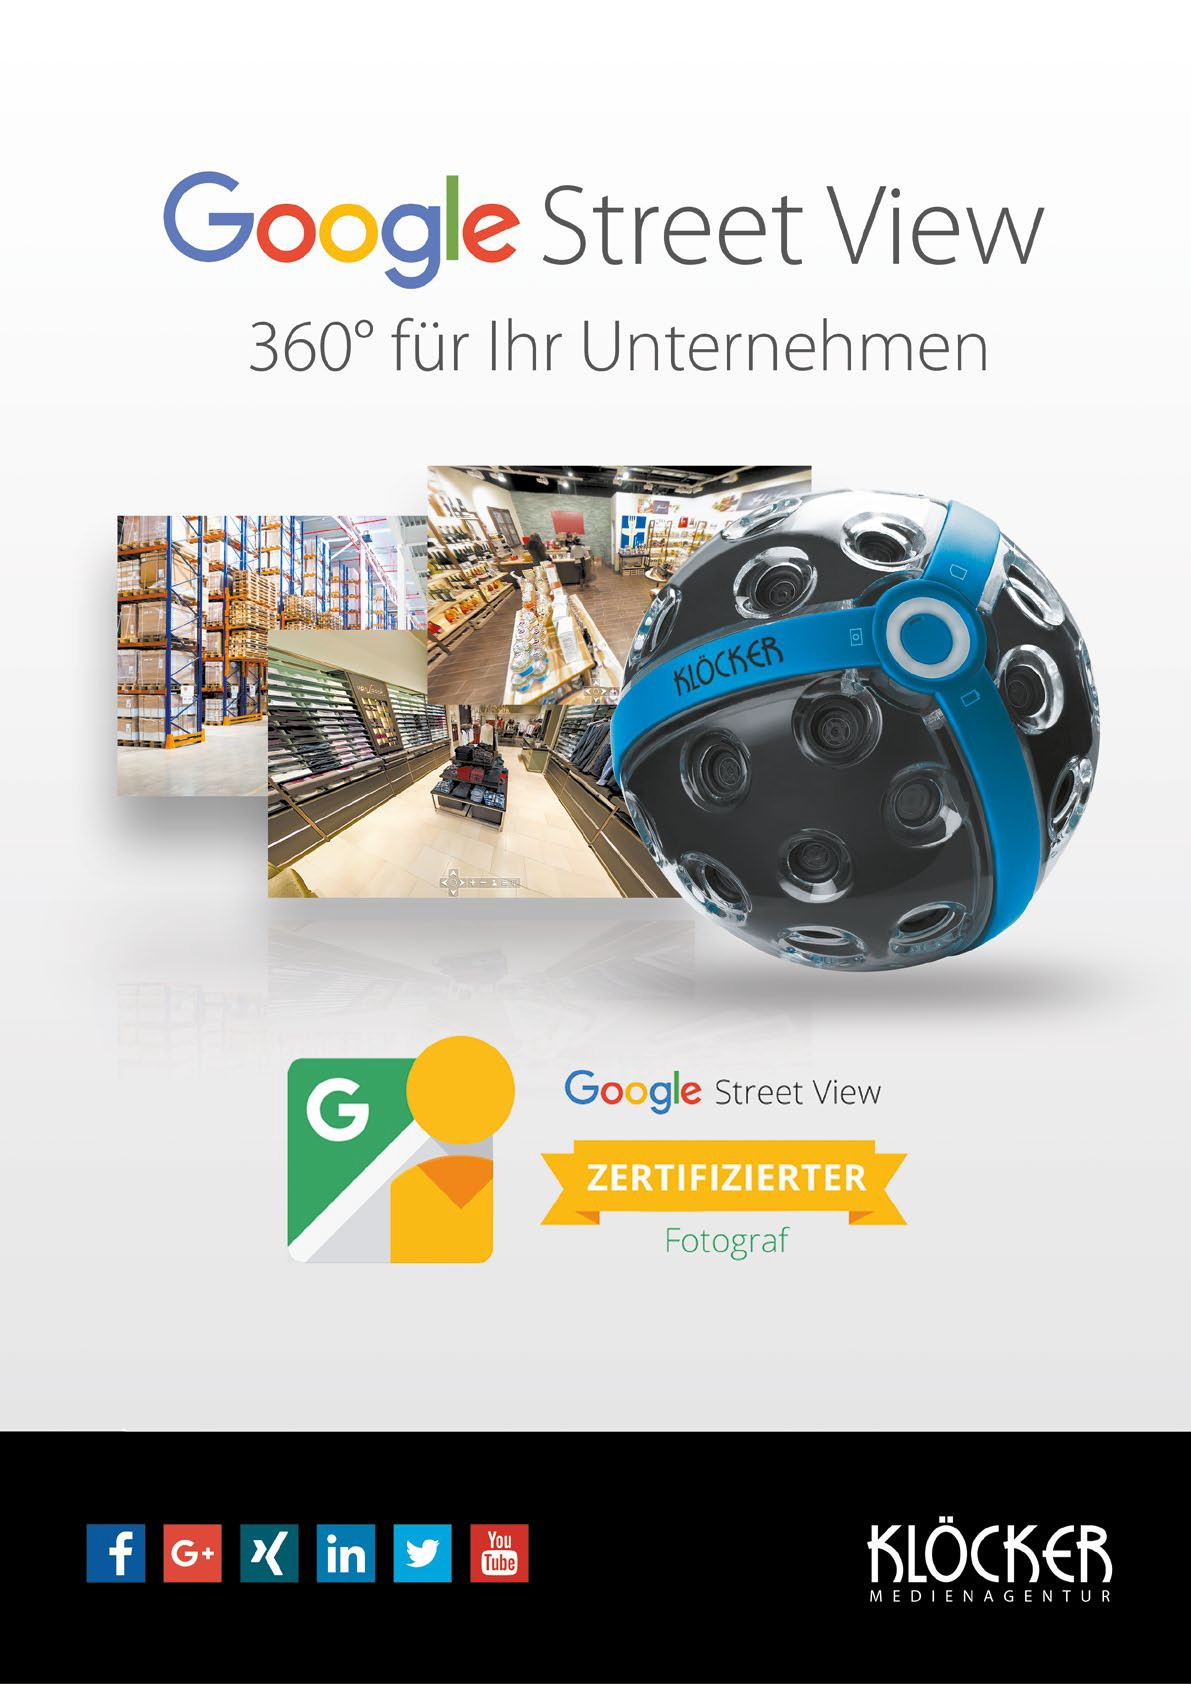 Google Street View
360° für Ihr Unternehmen
KLÖCKER
G
Google Street View
ZERTIFIZIERTER
Fotograf
f G+ in You Tube
KLÖCKER
MEDIENAGENTUR